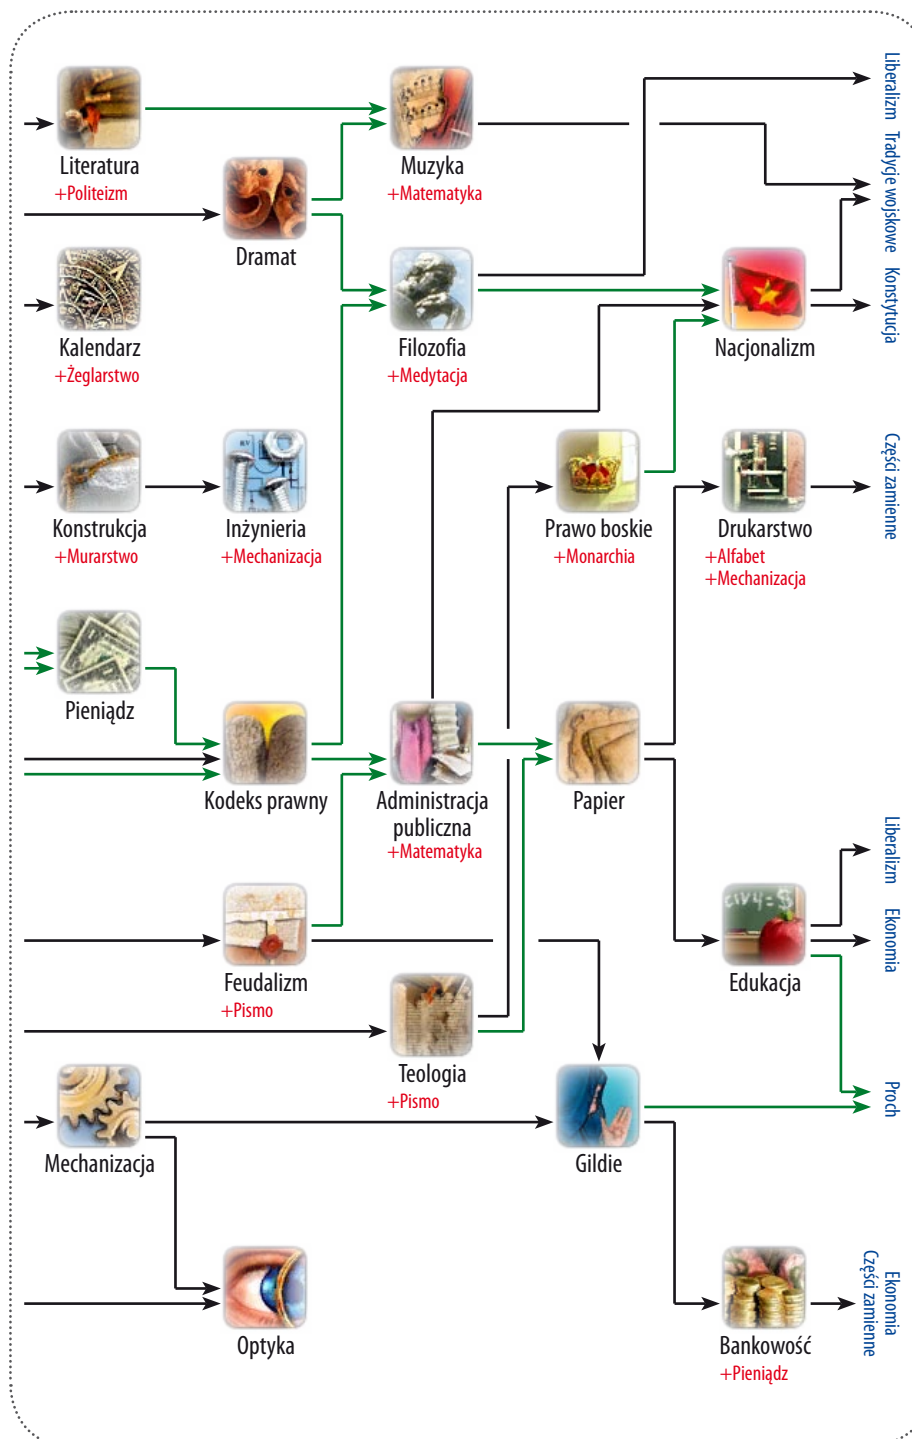 Literatura
+Politeizm
Muzyka
+Matematyka
Liberalizm
Dramat
Tradycje wojskowe
Kalendarz
+Żeglarstwo
Filozofia
+Medytacja
Nacjonalizm
Konstytucja
Konstrukcja
+Murarstwo
Inżynieria
+Mechanizacja
Prawo boskie
+Monarchia
Drukarstwo
+Alfabet
+Mechanizacja
Części zamienne
Pieniądz
Kodeks prawny
Administracja
publiczna
+Matematyka
Papier
Liberalizm
Feudalizm
+Pismo
CIV4=$
Edukacja
Ekonomia
Teologia
+Pismo
Proch
Mechanizacja
Gildie
Optyka
Bankowość
+Pieniądz
Ekonomia
Części zamienne